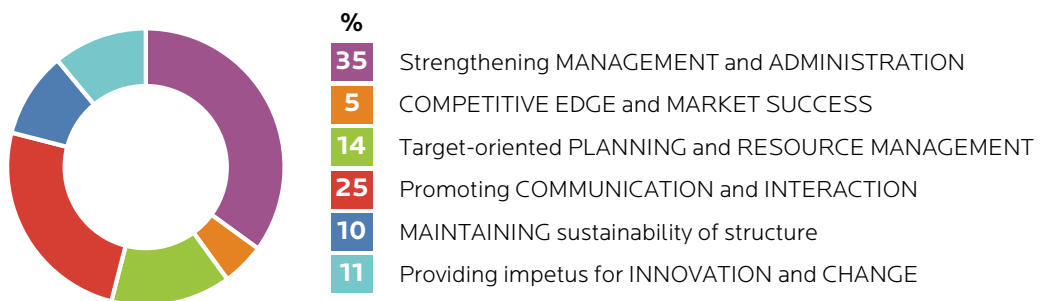 %
35 Strengthening MANAGEMENT and ADMINISTRATION
5 COMPETITIVE EDGE and MARKET SUCCESS
14 Target-oriented PLANNING and RESOURCE MANAGEMENT
25 Promoting COMMUNICATION and INTERACTION
10 MAINTAINING sustainability of structure
11 Providing impetus for INNOVATION and CHANGE